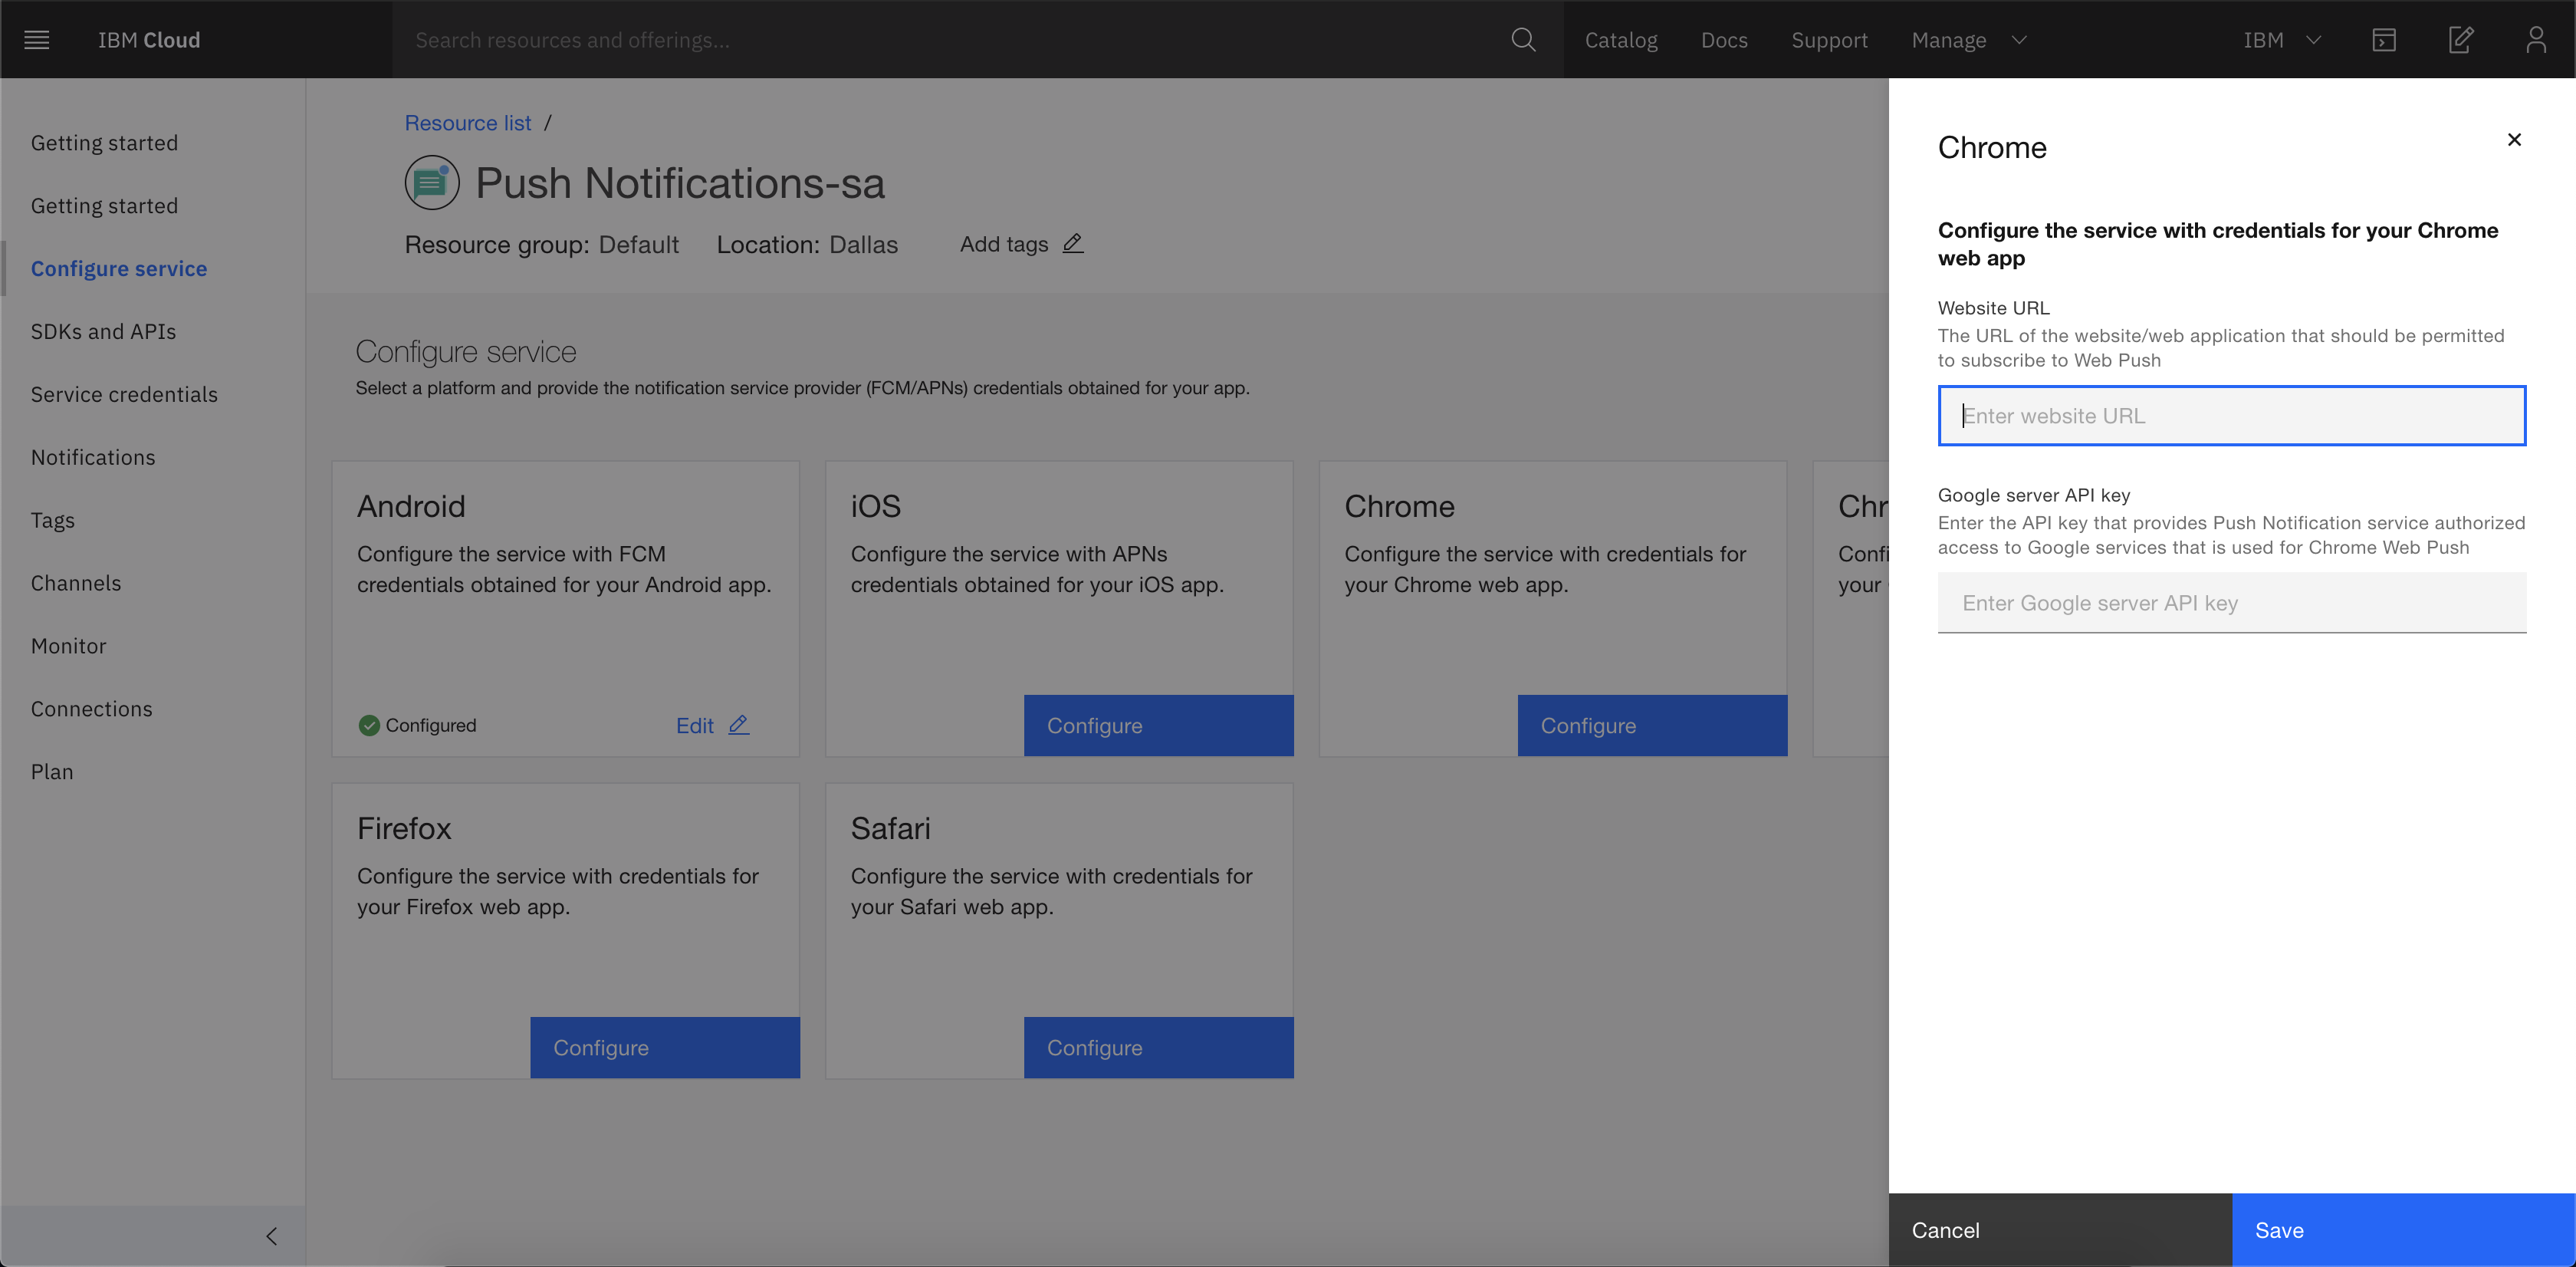 IBM Cloud
Search resources and offerings...
Catalog
Docs
Support
Manage
IBM
Getting started
Getting started
Configure service
SDKs and APIs
Service credentials
Notifications
Tags
Channels
Monitor
Connections
Plan
Resource list /
Push Notifications-sa
Resource group: Default
Location: Dallas
Add tags
Configure service
Select a platform and provide the notification service provider (FCM/APNs) credentials obtained for your app.
Android
Configure the service with FCM
credentials obtained for your Android app.
Configured
Edit
iOS
Configure the service with APNs
credentials obtained for your iOS app.
Configure
Chrome
Configure the service with credentials for
your Chrome web app.
Configure
Chr
Confi
your
Firefox
Configure the service with credentials for
your Firefox web app.
Configure
Safari
Configure the service with credentials for
your Safari web app.
Configure
Chrome
Configure the service with credentials for your Chrome
web app
Website URL
The URL of the website/web application that should be permitted
to subscribe to Web Push
Enter website URL
Google server API key
Enter the API key that provides Push Notification service authorized
access to Google services that is used for Chrome Web Push
Enter Google server API key
Cancel
Save